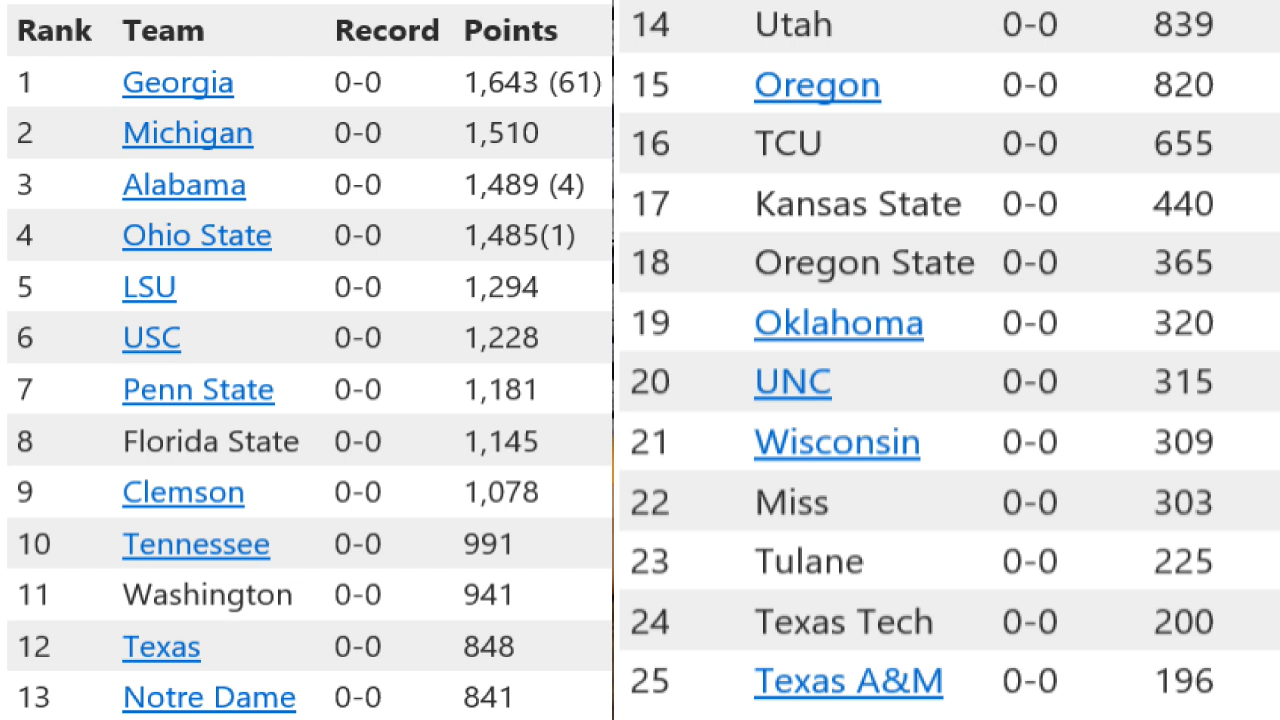 Rank Team Record Points
1 Georgia 0-0 1,643 (61)
2 Michigan 0-0 1,510
3 Alabama 0-0 1,489 (4)
4 Ohio State 0-0 1,485(1)
5 LSU 0-0 1,294
6 USC 0-0 1,228
7 Penn State 0-0 1,181
8 Florida State 0-0 1,145
9 Clemson 0-0 1,078
10 Tennessee 0-0 991
11 Washington 0-0 941
12 Texas 0-0 848
13 Notre Dame 0-0 841
14 Utah 0-0 839
15 Oregon 0-0 820
16 TCU 0-0 655
17 Kansas State 0-0 440
18 Oregon State 0-0 365
19 Oklahoma 0-0 320
20 UNC 0-0 315
21 Wisconsin 0-0 309
22 Miss 0-0 303
23 Tulane 0-0 225
24 Texas Tech 0-0 200
25 Texas A&M 0-0 196